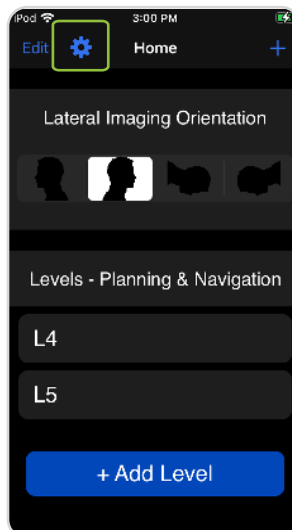 iPod 3:00 PM
Edit Home +
Lateral Imaging Orientation
Levels - Planning & Navigation
L4
L5
+ Add Level